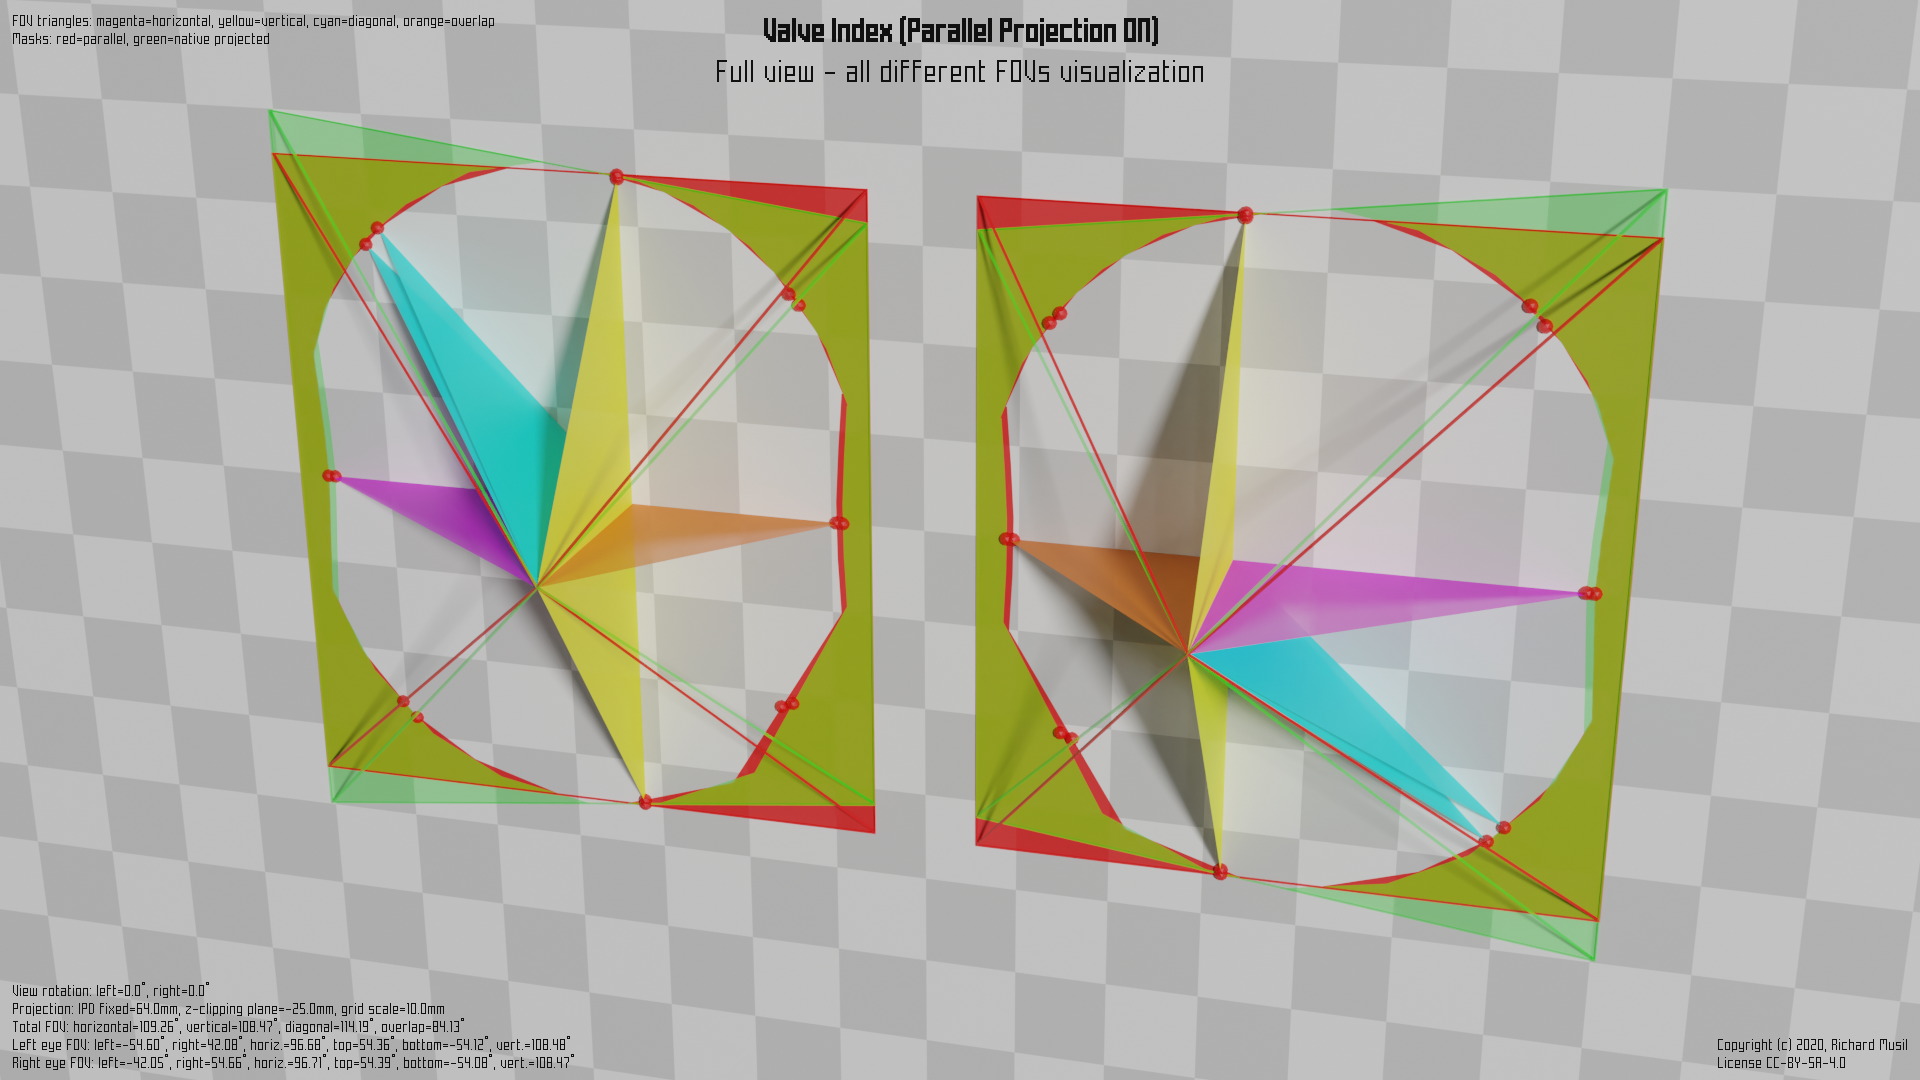 FOV triangles: magenta=horizontal, yellow=vertical, cyan=diagonal, orange=overlap
Masks: red=parallel, green=native projected
Valve Index (Parallel Projection ON)
Full view - all different FOVs visualization
View rotation: left=0.0°, right=0.0°
Projection: IPD fixed=64.0mm, z-clipping plane=-25.0mm, grid scale=10.0mm
Total FOV: horizontal=109.26°, vertical=108.47°, diagonal=114.19°, overlap=84.13°
Left eye FOV: left=-54.60°, right=42.08°, horiz.=96.68°, top=54.36°, bottom=-54.12°, vert.=108.48°
Right eye FOV: left=-42.05°, right=54.66°, horiz.=96.71°, top=54.39°, bottom=-54.08°, vert.=108.47°
Copyright (c) 2020, Richard Musil
License CC-BY-SA-4.0